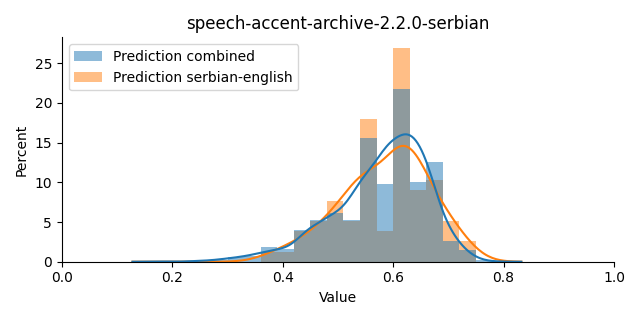 speech-accent-archive-2.2.0-serbian
Prediction combined
Prediction serbian-english
Percent
25
20
15
10
5
0
0.0 0.2 0.4 0.6 0.8 1.0
Value